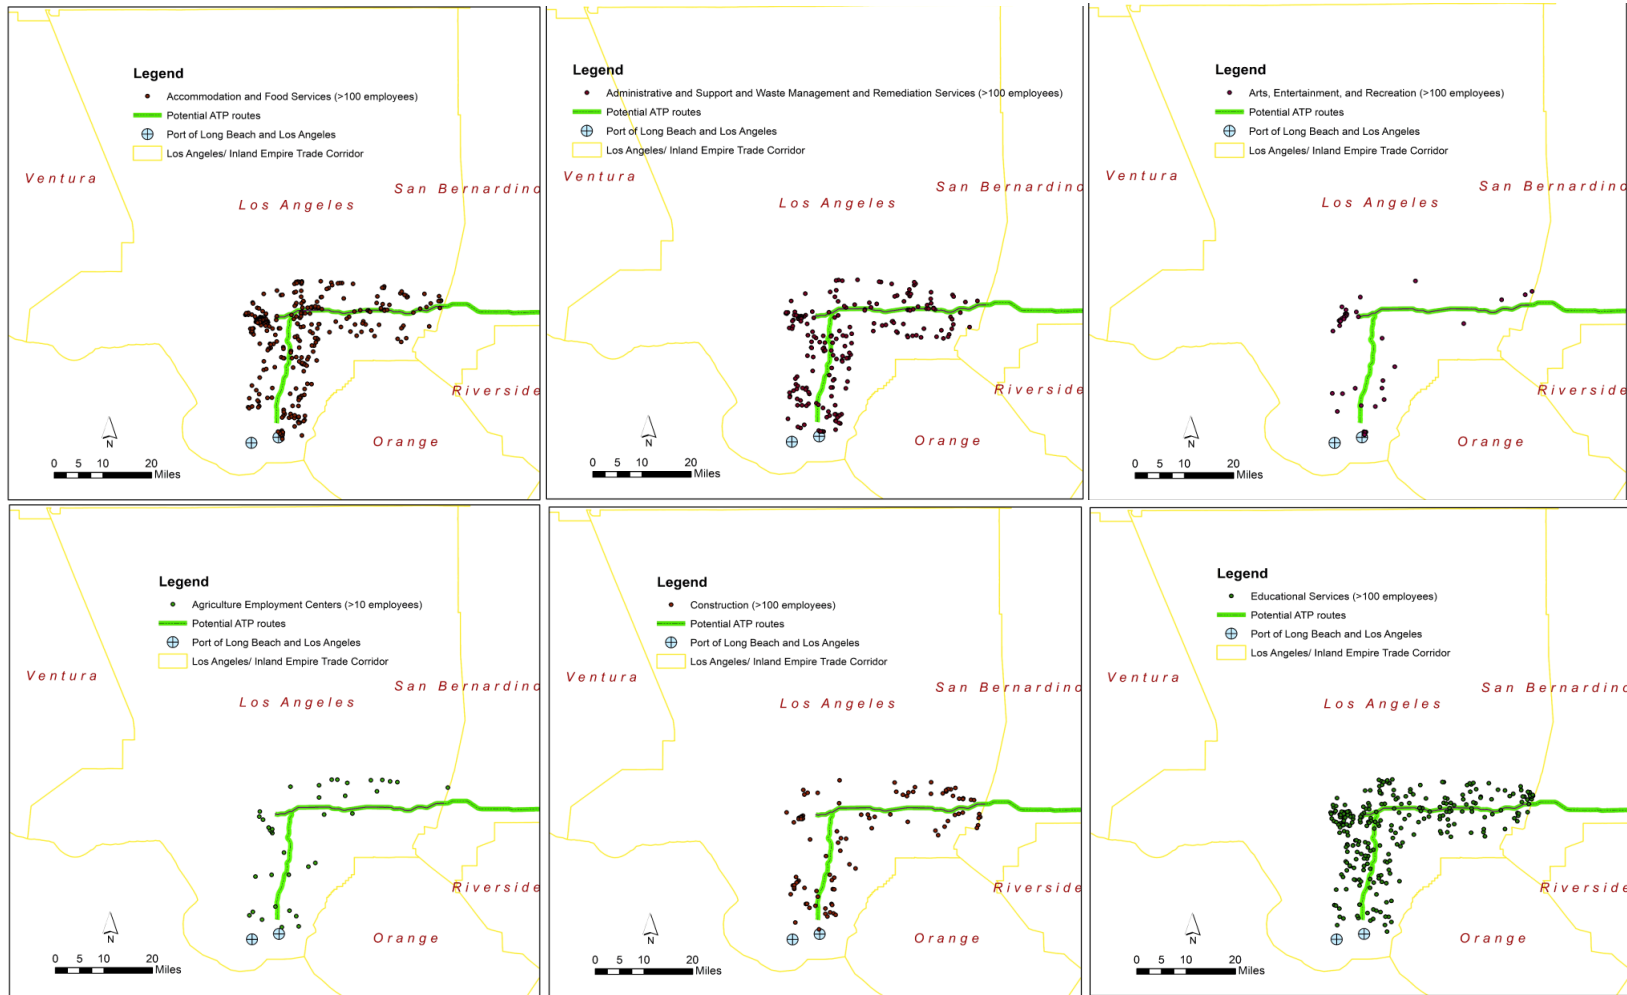 Legend
Accommodation and Food Services (>100 employees)
Potential ATP routes
Port of Long Beach and Los Angeles
Los Angeles/ Inland Empire Trade Corridor
Ventura
San Bernardino
Los Angeles
Riverside
Orange
N
0 5 10 20
Miles
Legend
Administrative and Support and Waste Management and Remediation Services (>100 employees)
Potential ATP routes
Port of Long Beach and Los Angeles
Los Angeles/ Inland Empire Trade Corridor
Ventura
San Bernardino
Los Angeles
Riverside
Orange
N
0 5 10 20
Miles
Legend
Arts, Entertainment, and Recreation (>100 employees)
Potential ATP routes
Port of Long Beach and Los Angeles
Los Angeles/ Inland Empire Trade Corridor
Ventura
San Bernardino
Los Angeles
Riverside
Orange
N
0 5 10 20
Miles
Legend
Agriculture Employment Centers (>10 employees)
Potential ATP routes
Port of Long Beach and Los Angeles
Los Angeles/ Inland Empire Trade Corridor
Ventura
San Bernardino
Los Angeles
Riverside
Orange
N
0 5 10 20
Miles
Legend
Construction (>100 employees)
Potential ATP routes
Port of Long Beach and Los Angeles
Los Angeles/ Inland Empire Trade Corridor
Ventura
San Bernardino
Los Angeles
Riverside
Orange
N
0 5 10 20
Miles
Legend
Educational Services (>100 employees)
Potential ATP routes
Port of Long Beach and Los Angeles
Los Angeles/ Inland Empire Trade Corridor
Ventura
San Bernardino
Los Angeles
Riverside
Orange
N
0 5 10 20
Miles